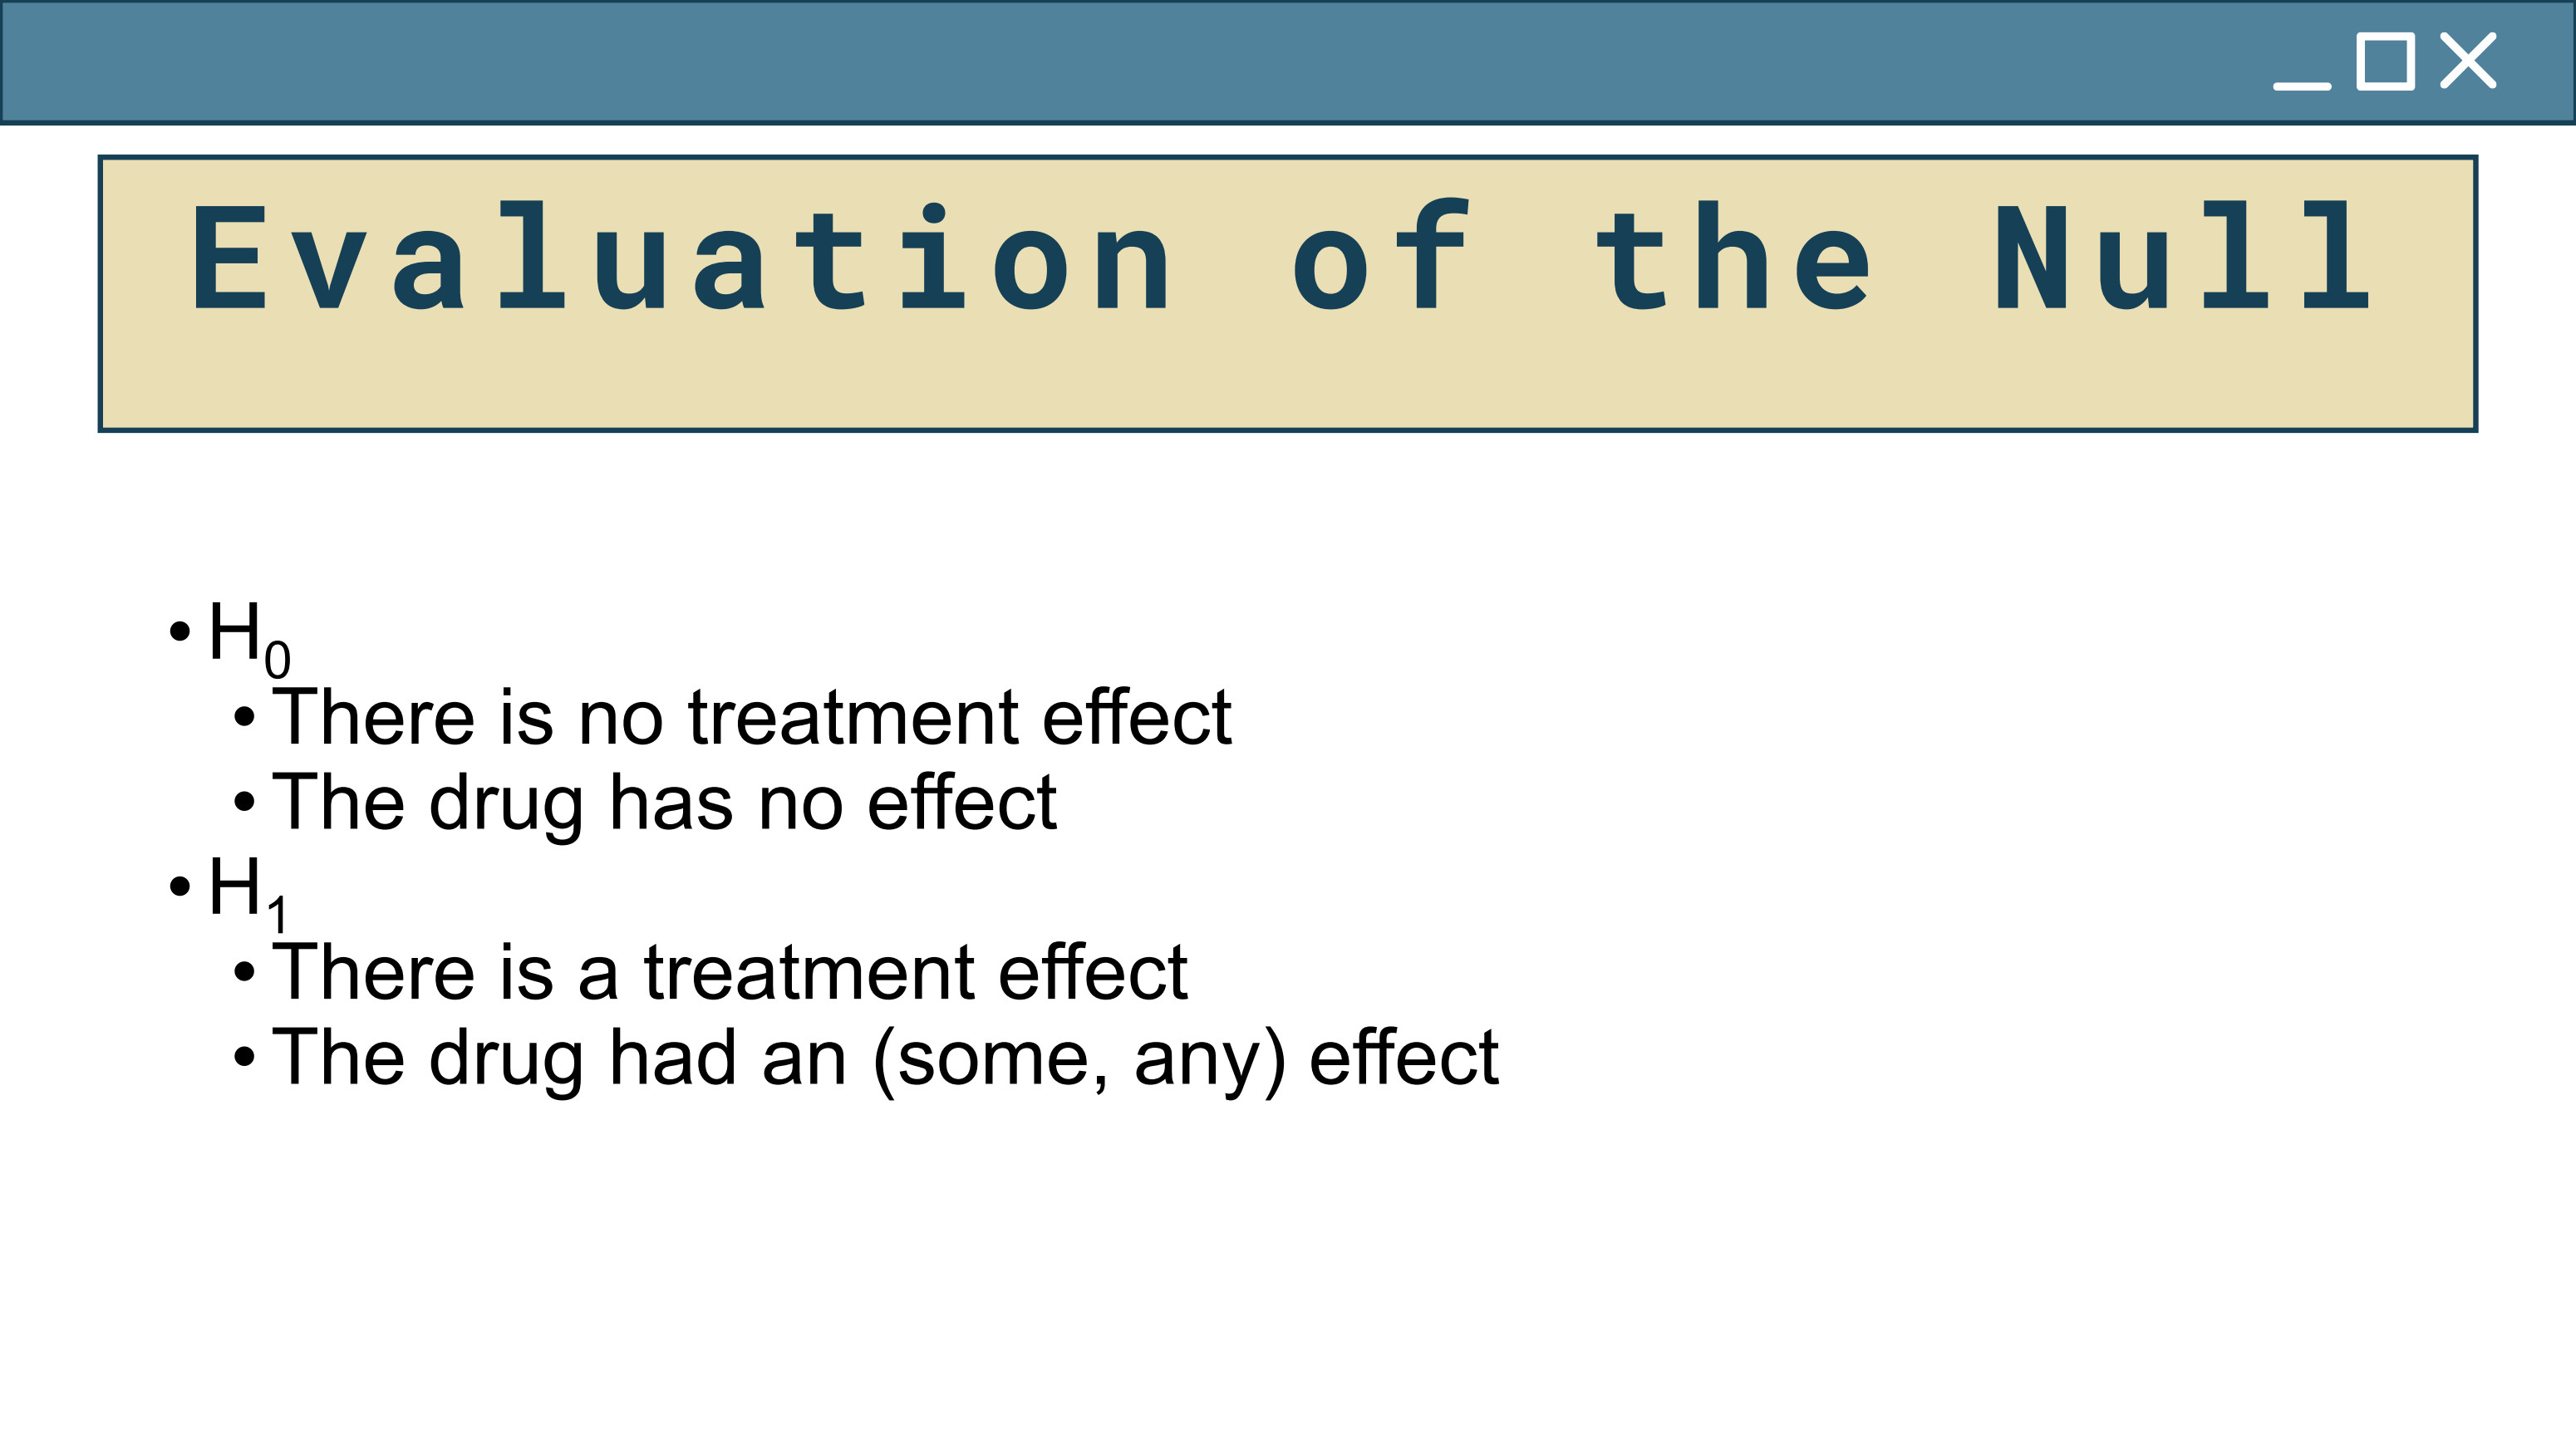 Evaluation of the Null
• H₀
• There is no treatment effect
• The drug has no effect
• H₁
• There is a treatment effect
• The drug had an (some, any) effect